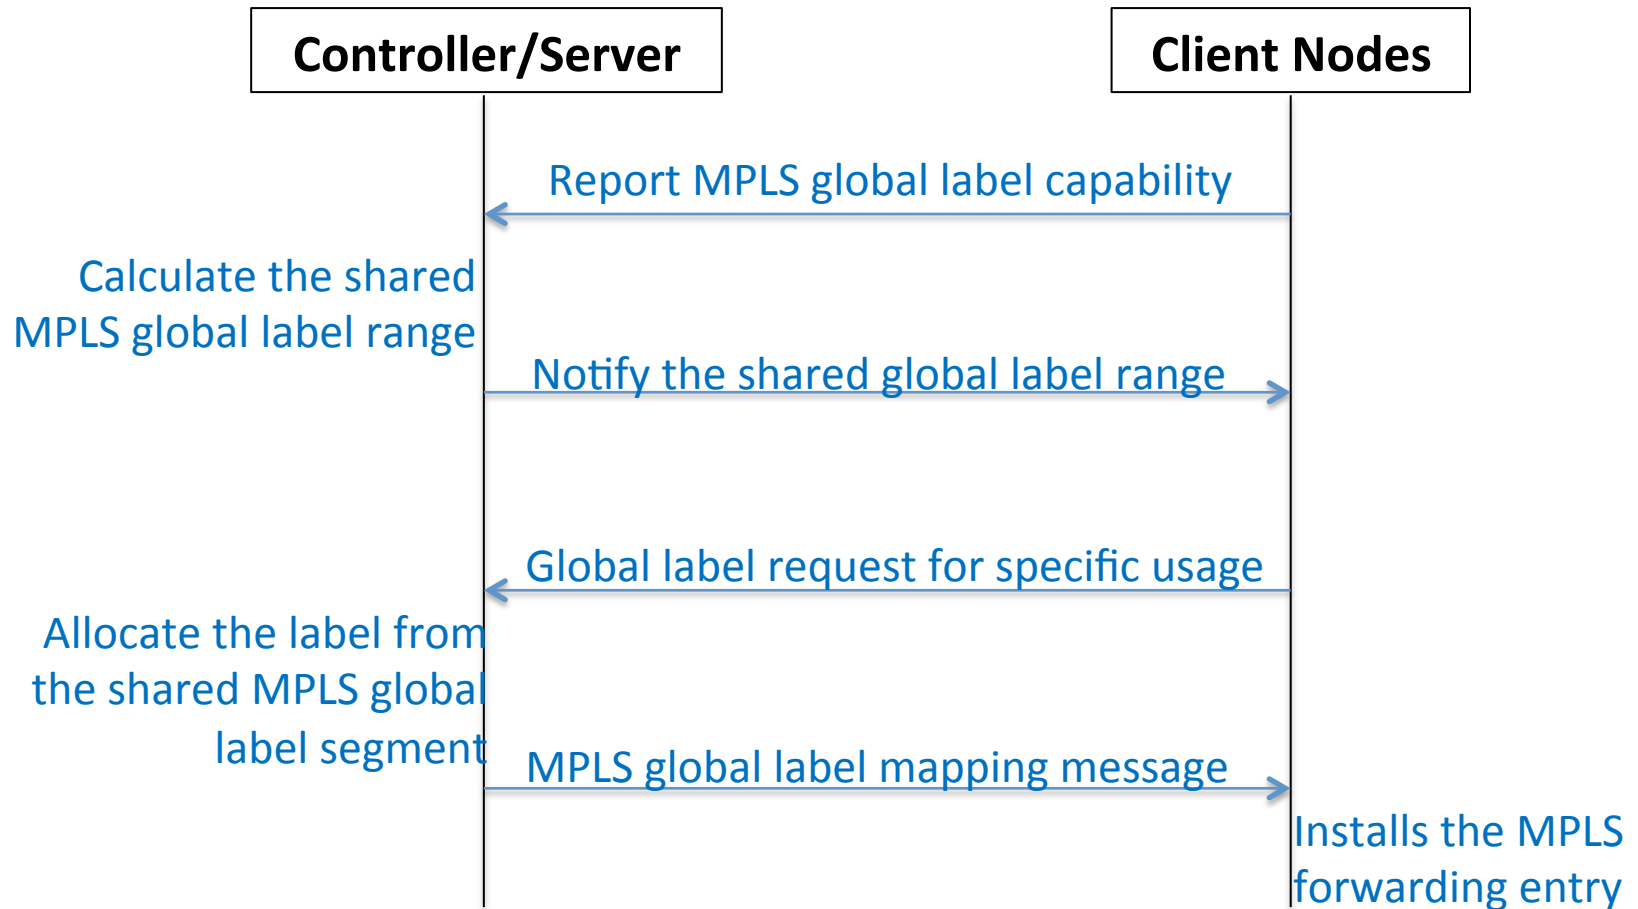 Controller/Server
Client Nodes
Report MPLS global label capability
Calculate the shared
MPLS global label range
Notify the shared global label range
Global label request for specific usage
Allocate the label from
the shared MPLS global
label segment
MPLS global label mapping message
Installs the MPLS
forwarding entry